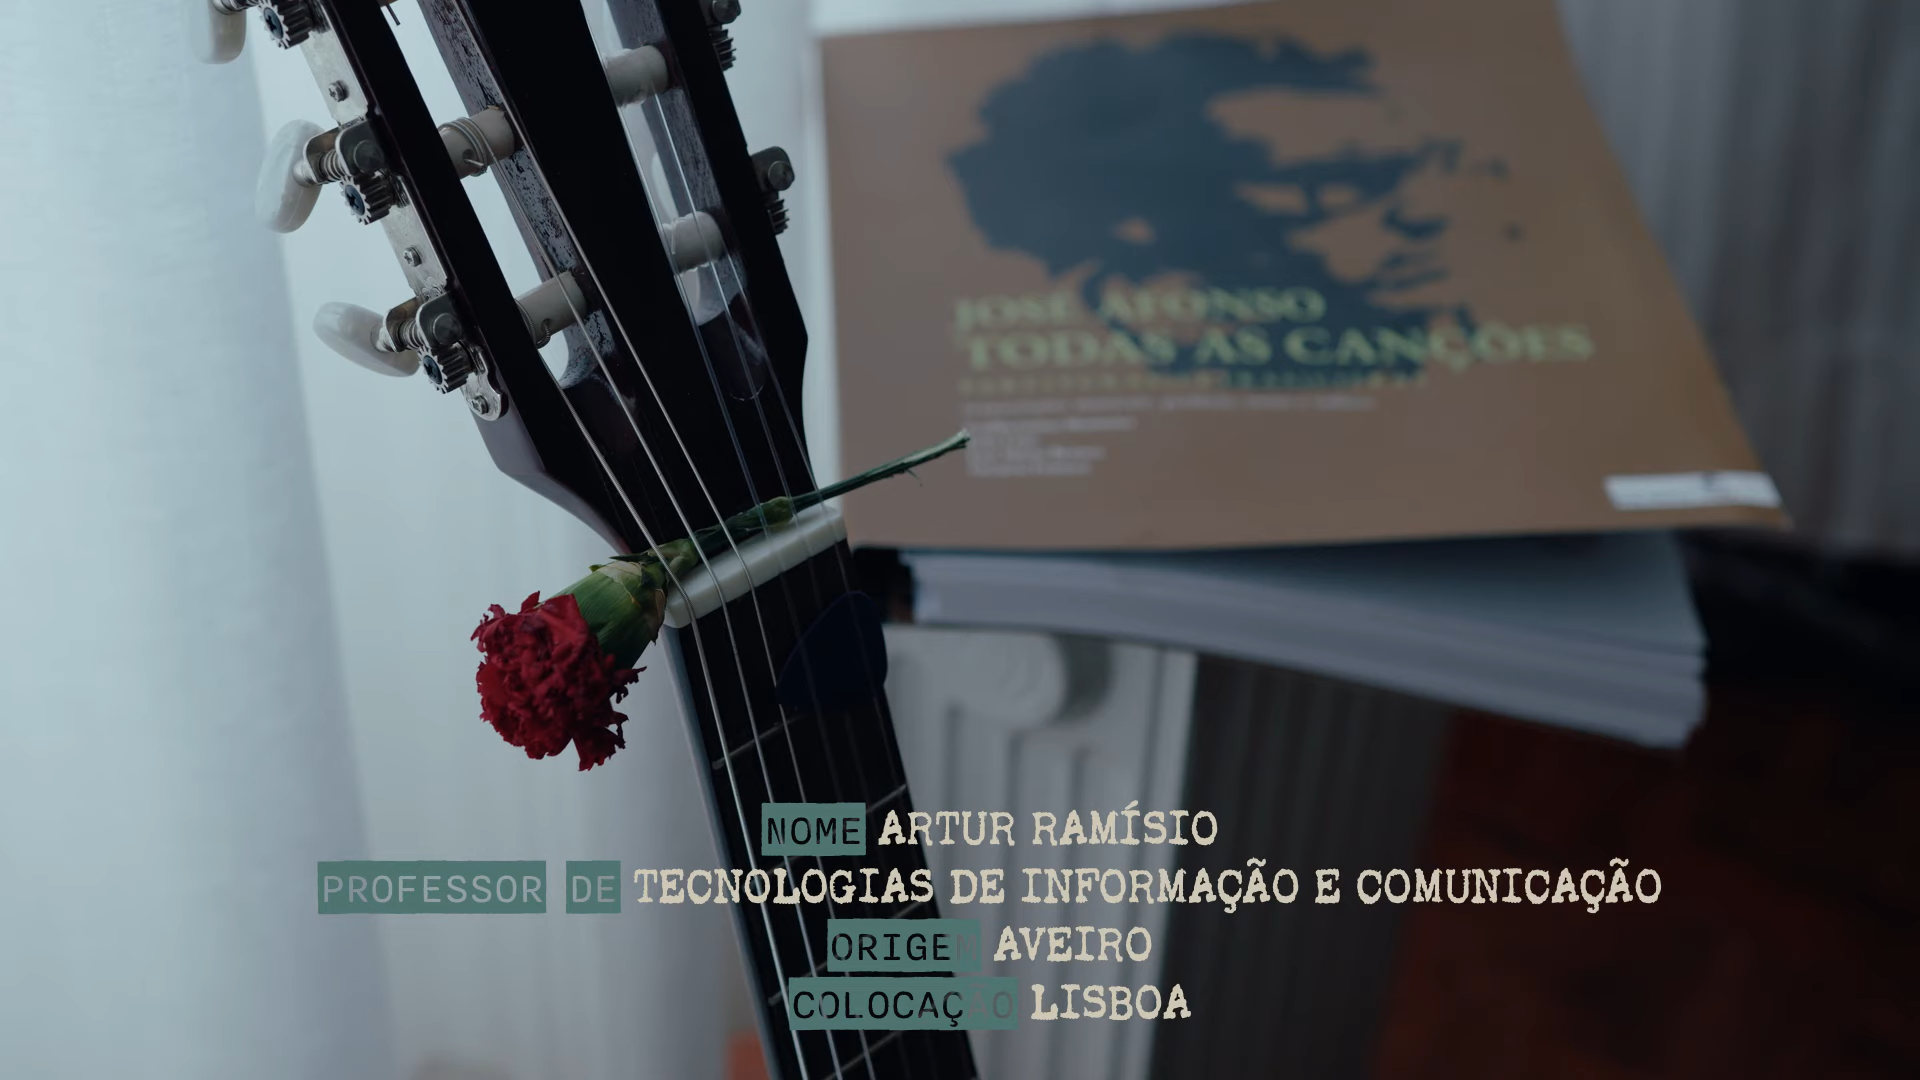 JOSÉ AFONSO
TODAS AS CANÇÕES
NOME ARTUR RAMÍSIO
PROFESSOR DE TECNOLOGIAS DE INFORMAÇÃO E COMUNICAÇÃO
ORIGEM AVEIRO
COLOCAÇÃO LISBOA